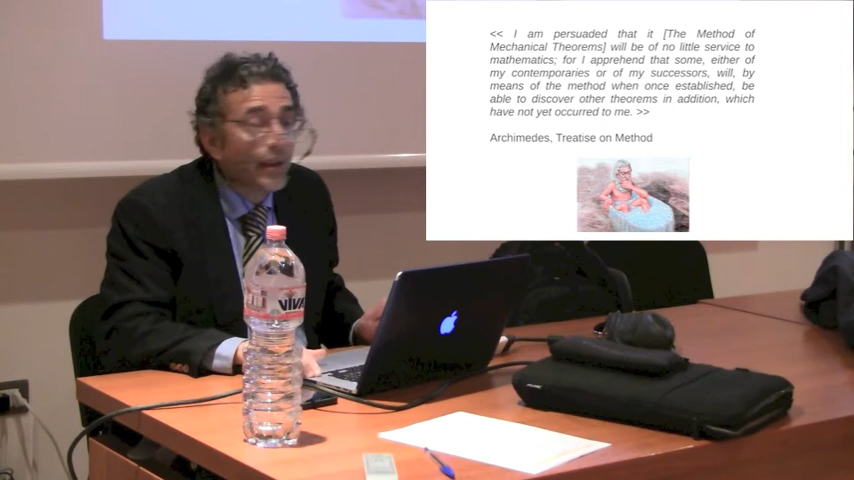 << I am persuaded that it [The Method of
Mechanical Theorems] will be of no little service to
mathematics; for I apprehend that some, either of
my contemporaries or of my successors, will, by
means of the method when once established, be
able to discover other theorems in addition, which
have not yet occurred to me. >>
Archimedes, Treatise on Method
VIVA